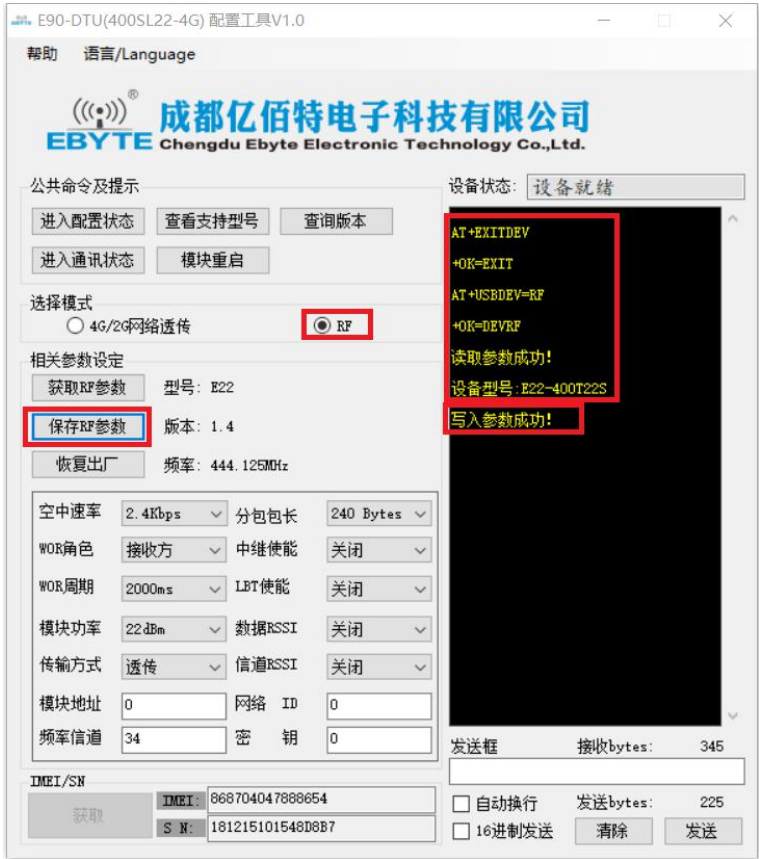 E90-DTU(400SL22-4G) 配置工具V1.0
帮助 语言/Language
((•)) ®
EBYTE 成都亿佰特电子科技有限公司
Chengdu Ebyte Electronic Technology Co.,Ltd.
公共命令及提示
进入配置状态 查看支持型号 查询版本
进入通讯状态 模块重启
选择模式
4G/2G网络透传 RF
相关参数设定
获取RF参数 型号: E22
保存RF参数 版本: 1.4
恢复出厂 频率: 444.125MHz
空中速率 2.4Kbps 分包包长 240 Bytes
WOR角色 接收方 中继使能 关闭
WOR周期 2000ms LBT使能 关闭
模块功率 22dBm 数据RSSI 关闭
传输方式 透传 信道RSSI 关闭
模块地址 0 网络 ID 0
频率信道 34 密 钥 0
IMEI/SN
获取 IMEI: 868704047888654
S N: 181215101548D8B7
设备状态: 设备就绪
AT+EXITDEV
+OK=EXIT
AT+USBDEV=RF
+OK=DEVRF
读取参数成功!
设备型号:E22-400T22S
写入参数成功!
发送框 接收bytes: 345
自动换行 发送bytes: 225
16进制发送 清除 发送